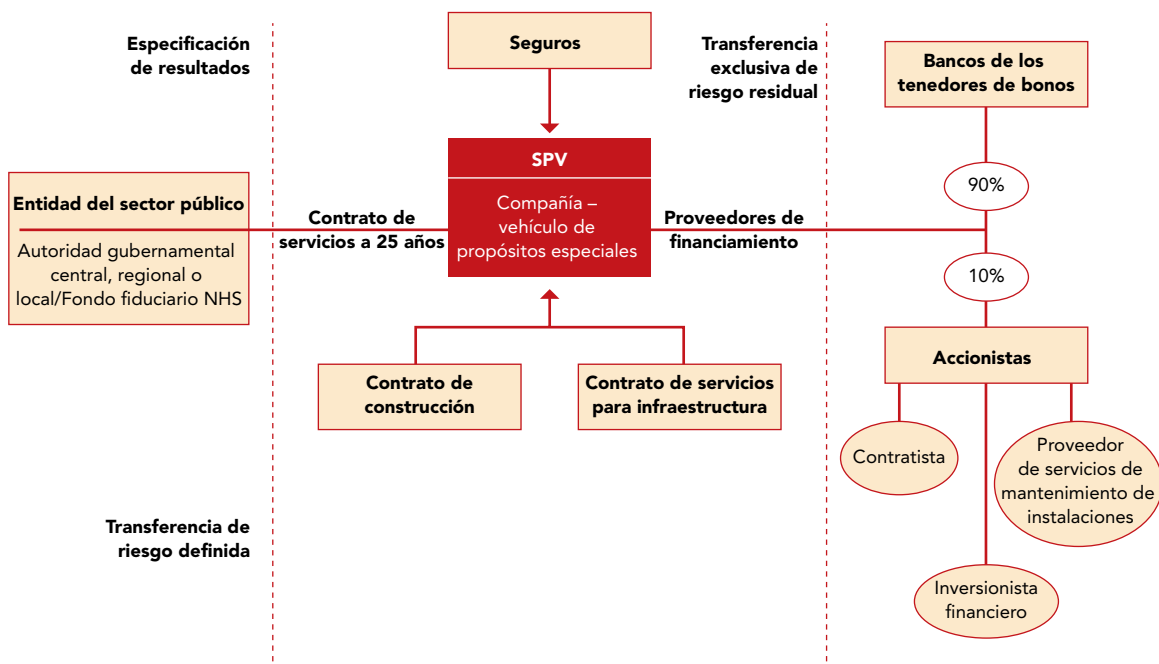 Especificación
de resultados
Seguros
Transferencia
exclusiva de
riesgo residual
Bancos de los
tenedores de bonos
SPV
Compañía –
vehículo de
propósitos especiales
90%
Entidad del sector público
Autoridad gubernamental
central, regional o
local/Fondo fiduciario NHS
Contrato de
servicios a 25 años
Proveedores de
financiamiento
10%
Contrato de
construcción
Contrato de servicios
para infraestructura
Accionistas
Contratista
Proveedor
de servicios de
mantenimiento de
instalaciones
Transferencia de
riesgo definida
Inversionista
financiero